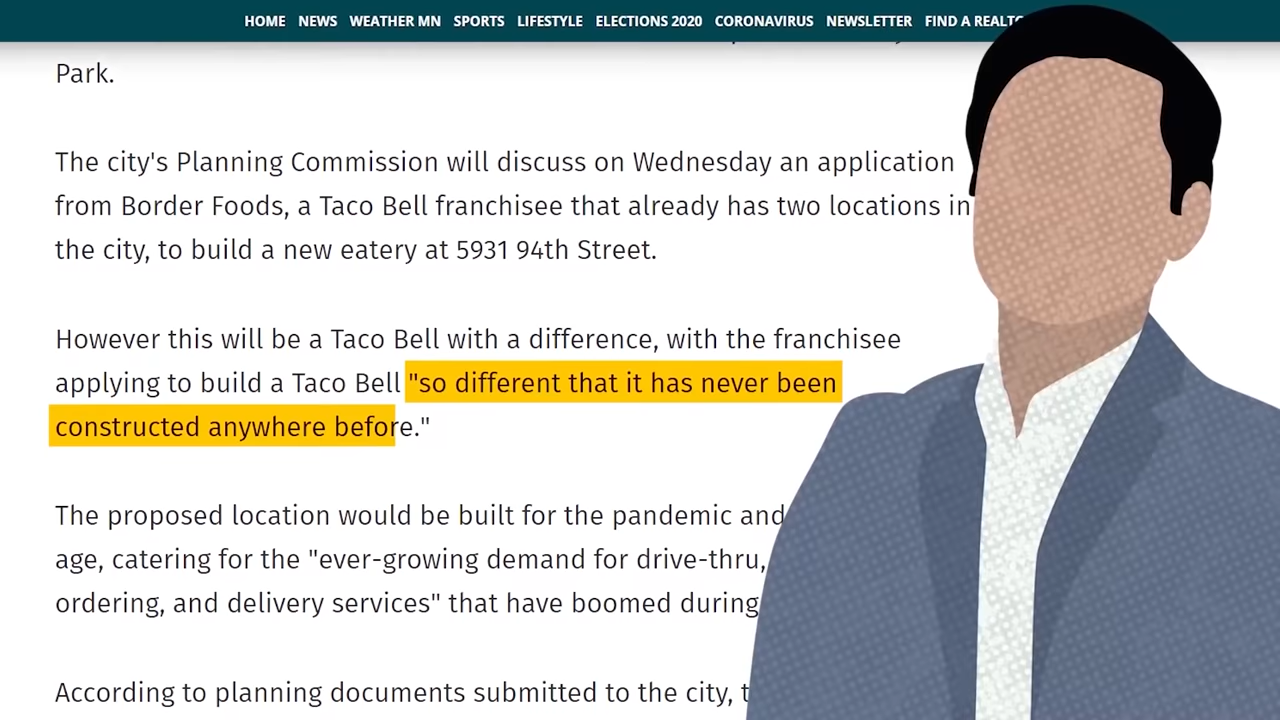 HOME NEWS WEATHER MN SPORTS LIFESTYLE ELECTIONS 2020 CORONAVIRUS NEWSLETTER FIND A
Park.
The city's Planning Commission will discuss on Wednesday an application
from Border Foods, a Taco Bell franchisee that already has two locations in
the city, to build a new eatery at 5931 94th Street.
However this will be a Taco Bell with a difference, with the franchisee
applying to build a Taco Bell "so different that it has never been
constructed anywhere before."
The proposed location would be built for the pandemic and
age, catering for the "ever-growing demand for drive-thru,
ordering, and delivery services" that have boomed during
According to planning documents submitted to the city,